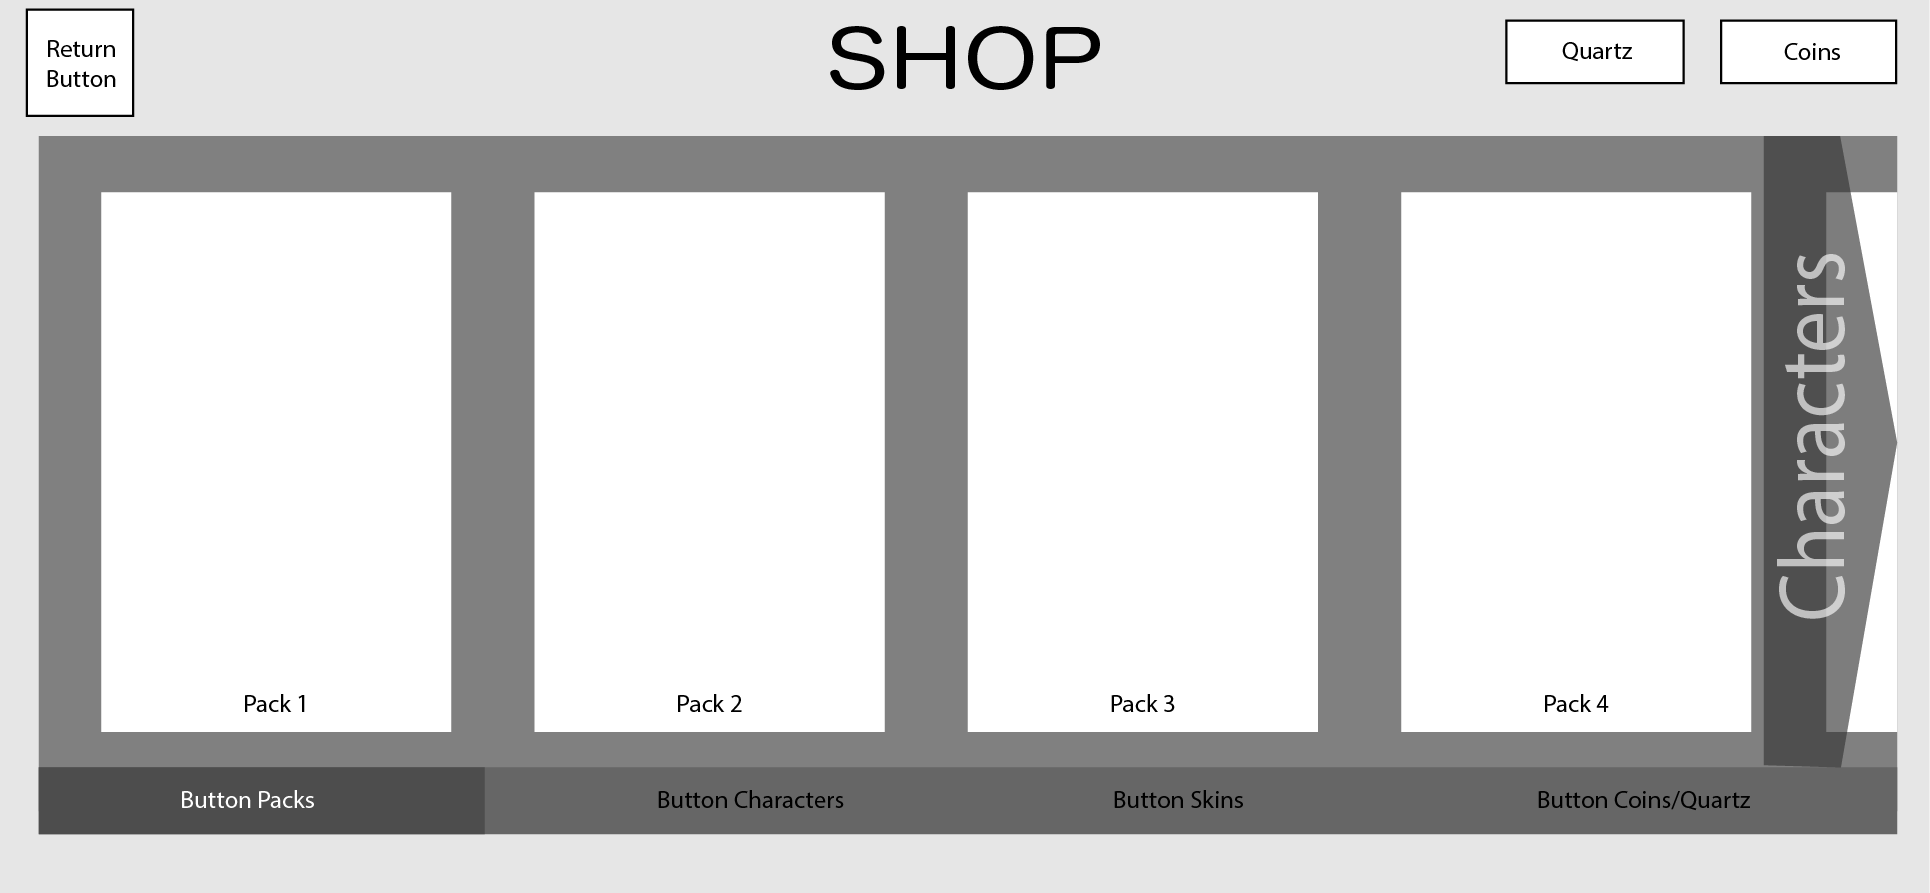 Return
Button
SHOP
Quartz
Coins
Characters
Pack 1
Pack 2
Pack 3
Pack 4
Button Packs
Button Characters
Button Skins
Button Coins/Quartz